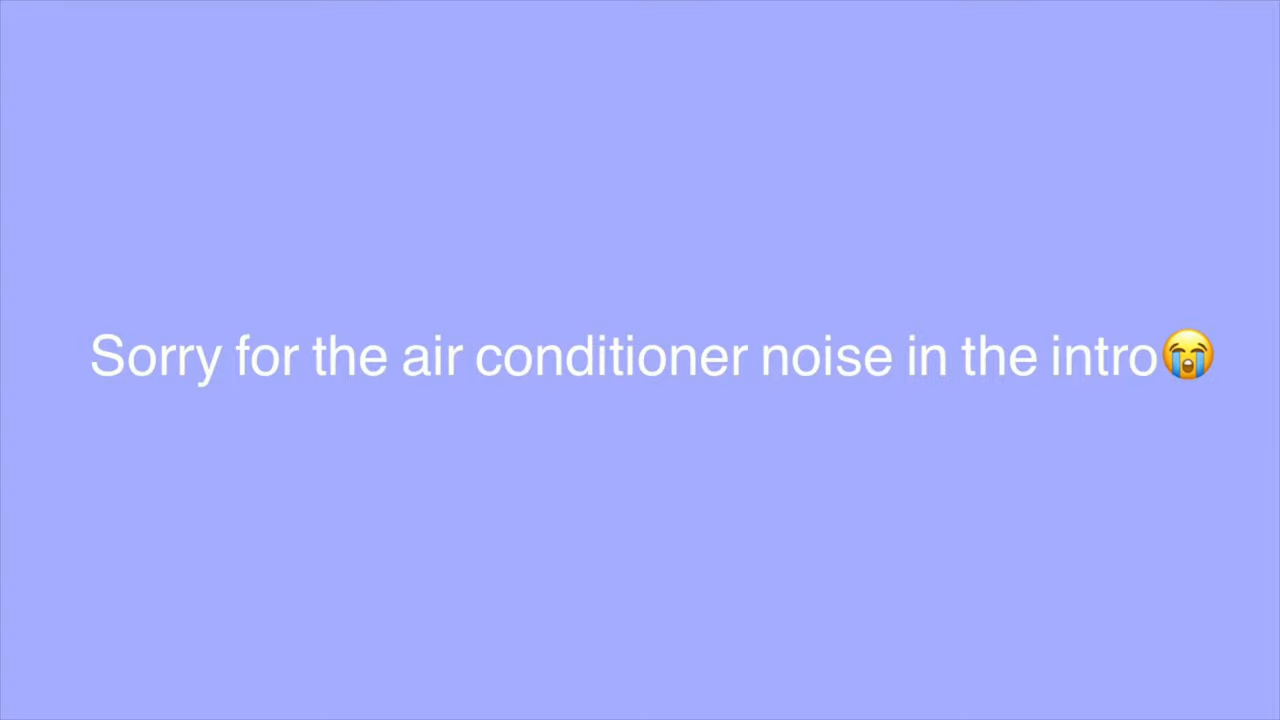 Sorry for the air conditioner noise in the intro😭